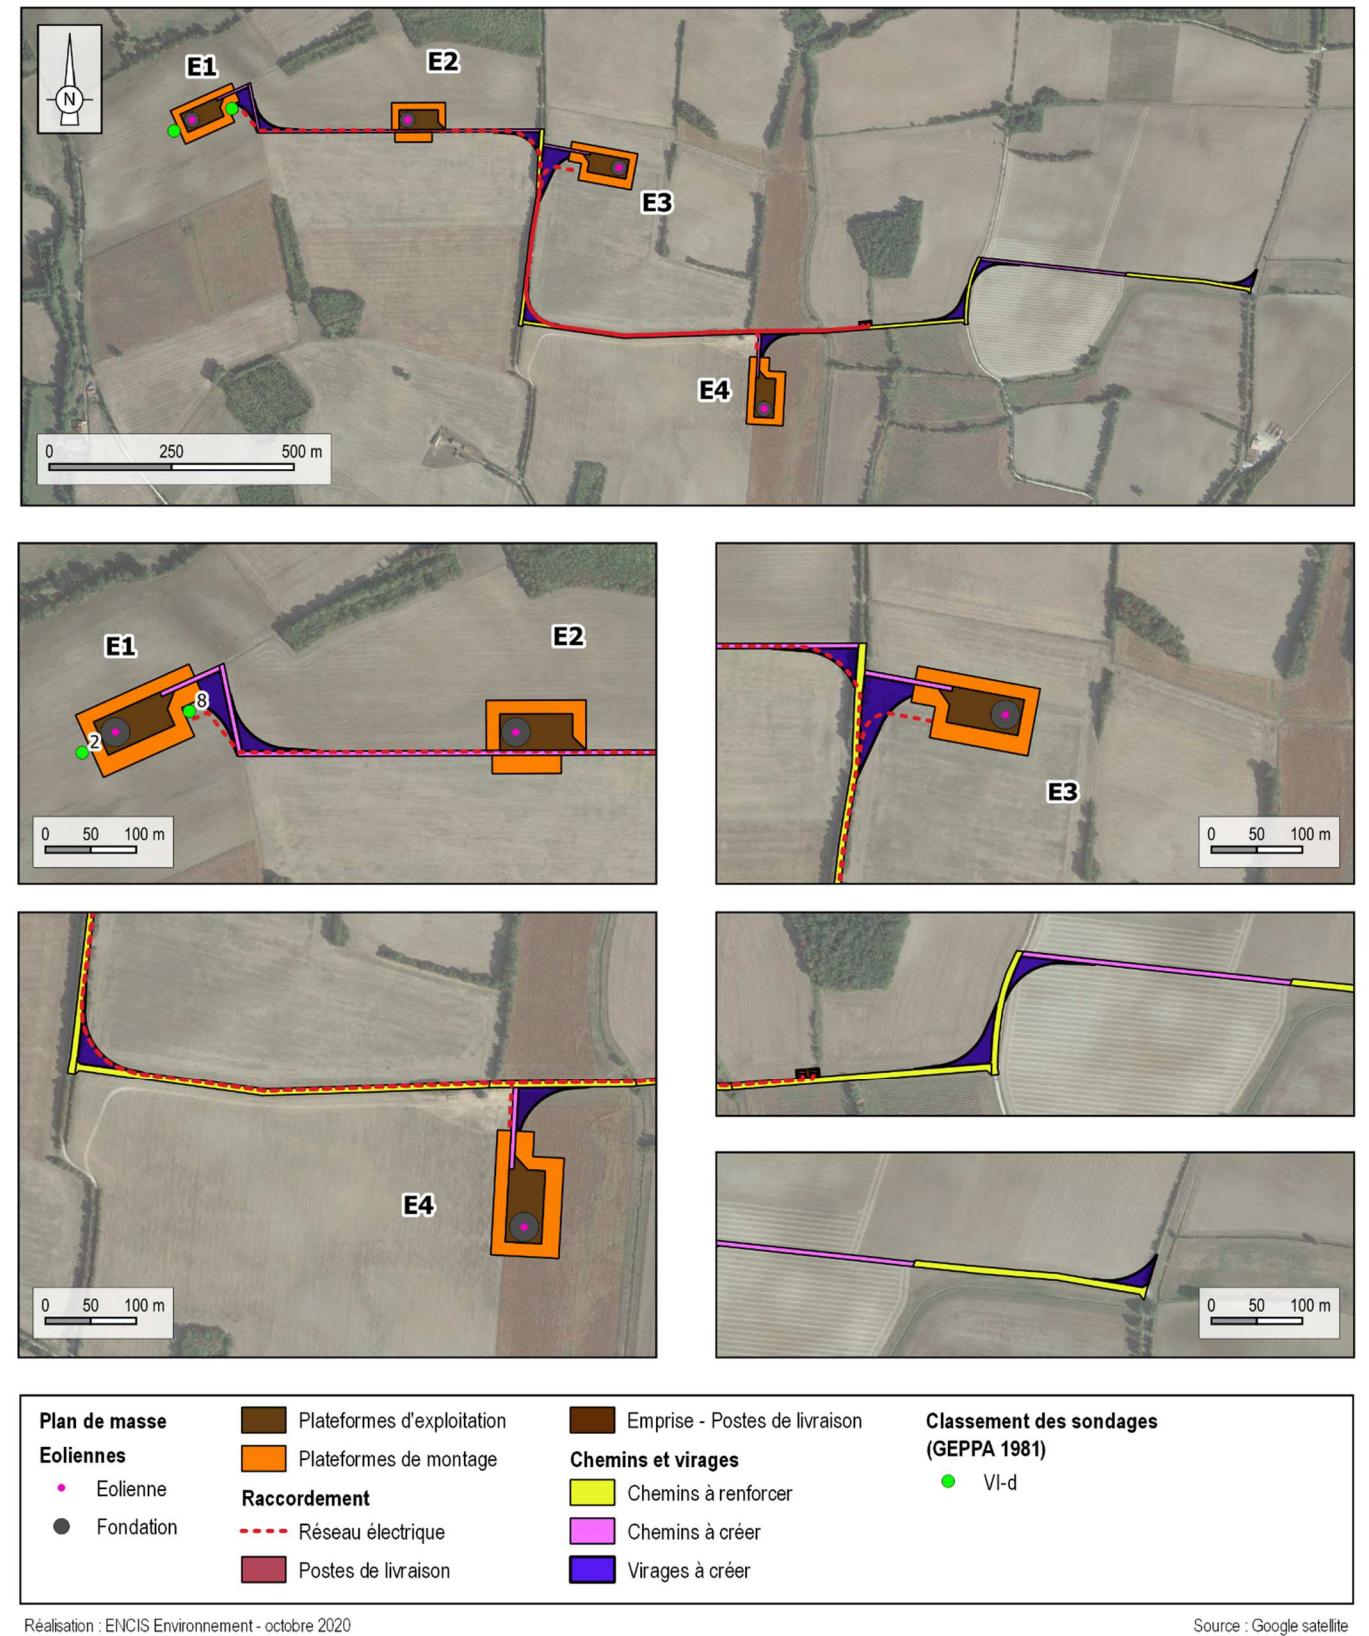 N
E1
E2
E3
E4
0 250 500 m
E1
E2
8
2
0 50 100 m
E3
0 50 100 m
E4
0 50 100 m
0 50 100 m
Plan de masse
Eoliennes
Eolienne
Fondation
Plateformes d'exploitation
Plateformes de montage
Raccordement
Réseau électrique
Postes de livraison
Emprise - Postes de livraison
Chemins et virages
Chemins à renforcer
Chemins à créer
Virages à créer
Classement des sondages
(GEPPA 1981)
VI-d
Réalisation : ENCIS Environnement - octobre 2020
Source : Google satellite